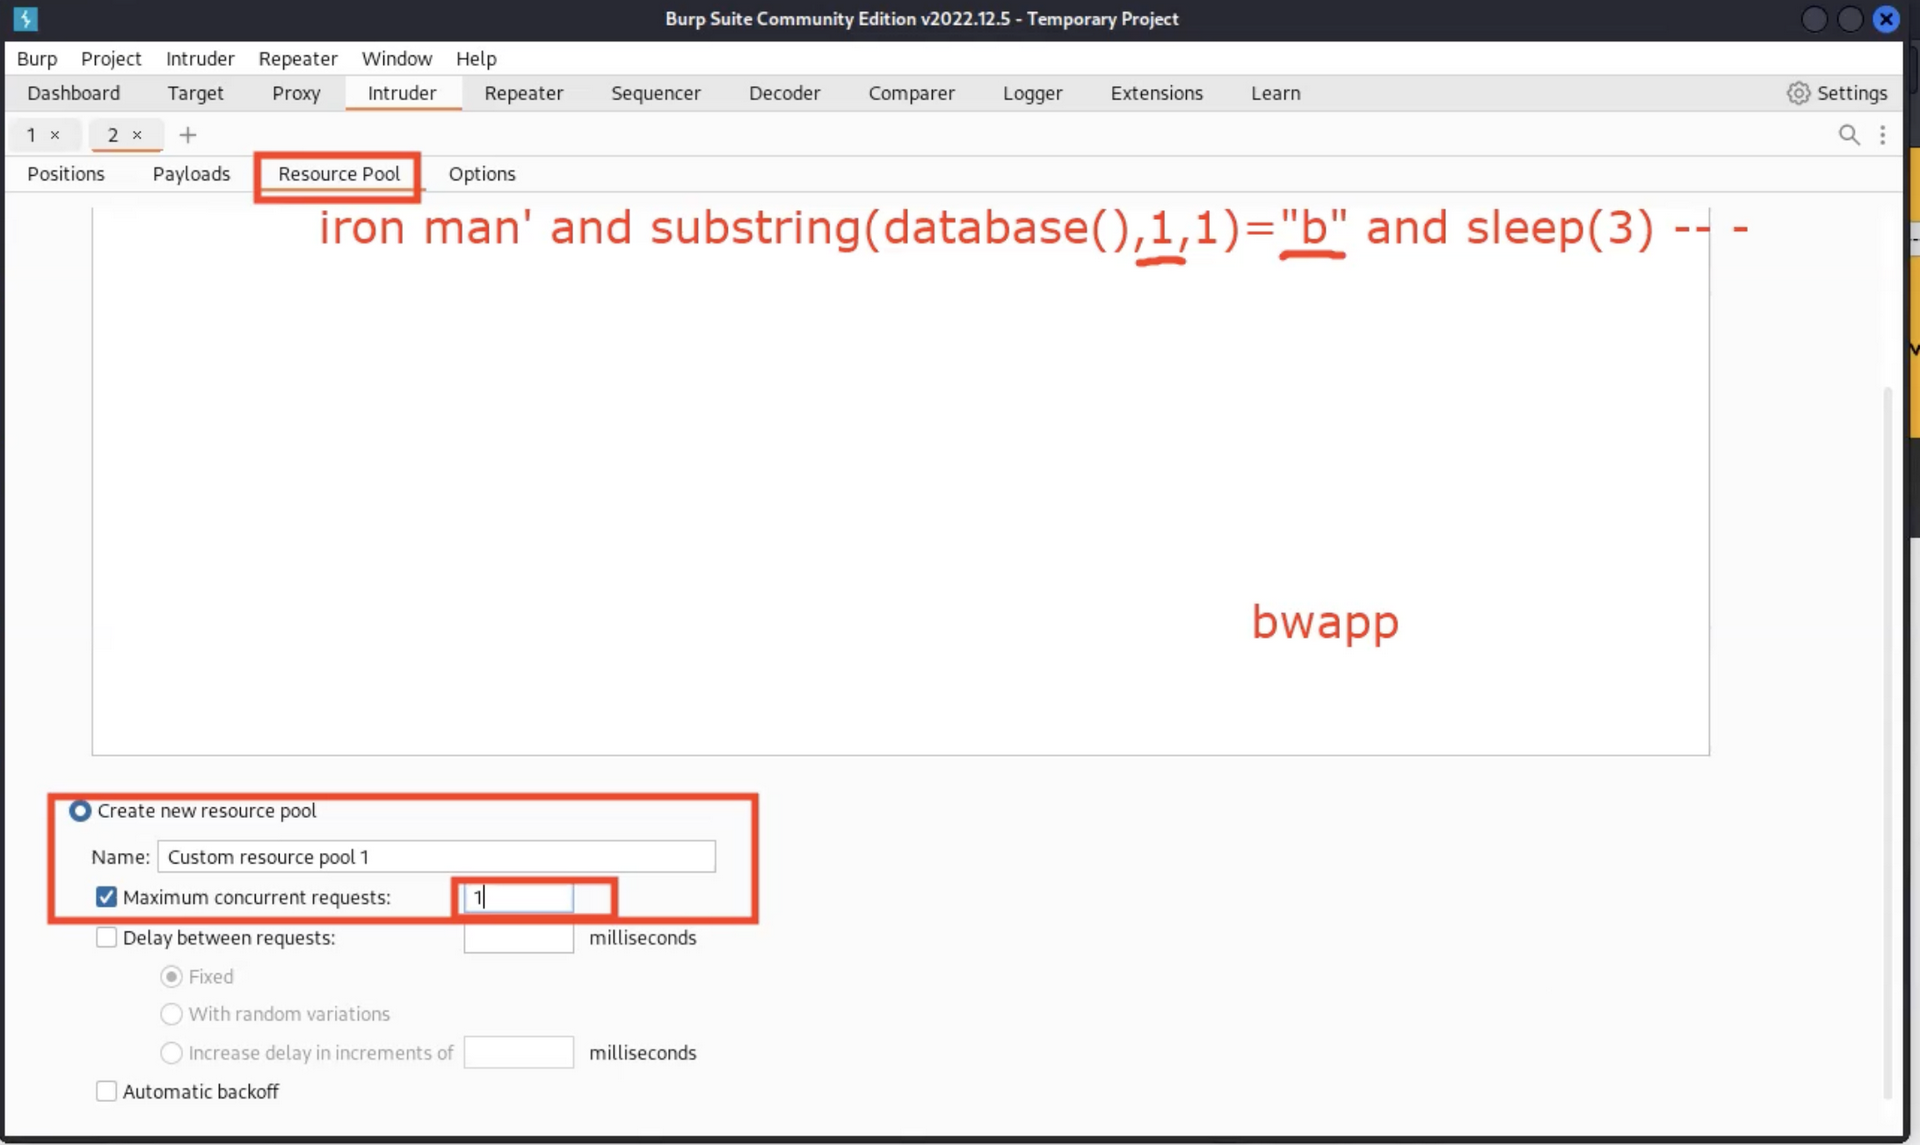 Burp Suite Community Edition v2022.12.5 - Temporary Project
Burp Project Intruder Repeater Window Help
Dashboard Target Proxy Intruder Repeater Sequencer Decoder Comparer Logger Extensions Learn Settings
1 × 2 × +
Positions Payloads Resource Pool Options
iron man' and substring(database(),1,1)="b" and sleep(3) -- -
bwapp
Create new resource pool
Name: Custom resource pool 1
Maximum concurrent requests: 1
Delay between requests: milliseconds
Fixed
With random variations
Increase delay in increments of milliseconds
Automatic backoff